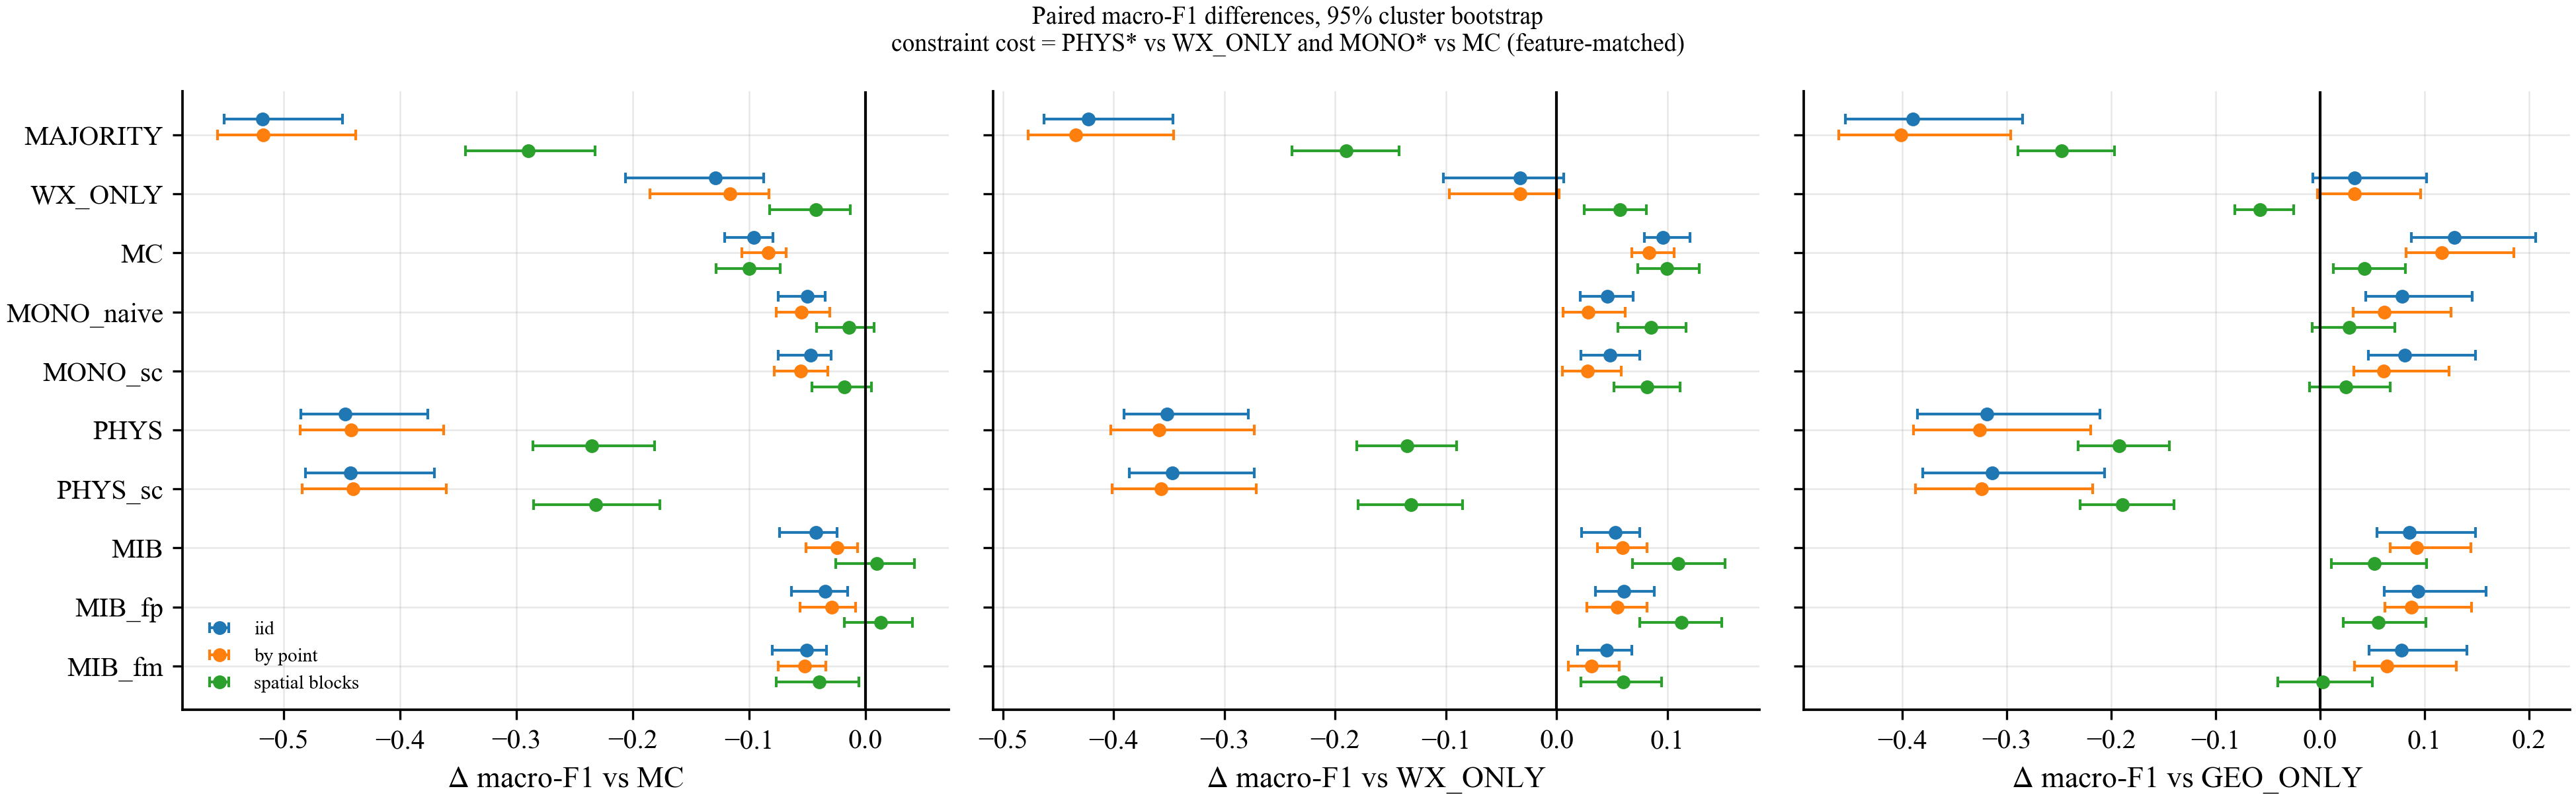 Paired macro-F1 differences, 95% cluster bootstrap
constraint cost = PHYS* vs WX_ONLY and MONO* vs MC (feature-matched)
MAJORITY
WX_ONLY
MC
MONO_naive
MONO_sc
PHYS
PHYS_sc
MIB
MIB_fp
MIB_fm
iid
by point
spatial blocks
−0.5 −0.4 −0.3 −0.2 −0.1 0.0
Δ macro-F1 vs MC
−0.5 −0.4 −0.3 −0.2 −0.1 0.0 0.1
Δ macro-F1 vs WX_ONLY
−0.4 −0.3 −0.2 −0.1 0.0 0.1 0.2
Δ macro-F1 vs GEO_ONLY